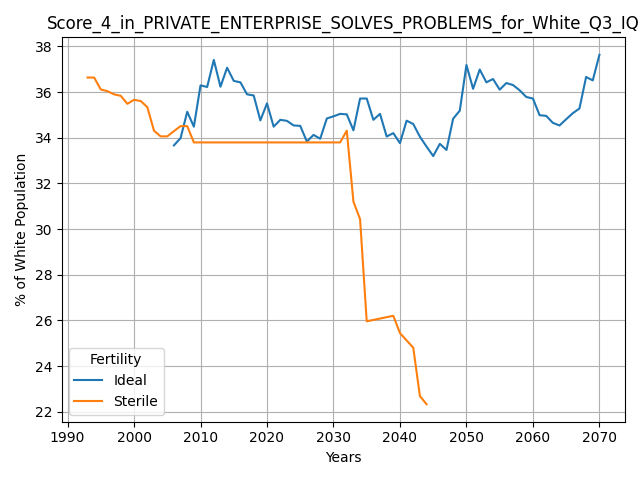 Score_4_in_PRIVATE_ENTERPRISE_SOLVES_PROBLEMS_for_White_Q3_IQ
38
36
34
32
30
28
26
24
22
% of White Population
Fertility
Ideal
Sterile
1990 2000 2010 2020 2030 2040 2050 2060 2070
Years